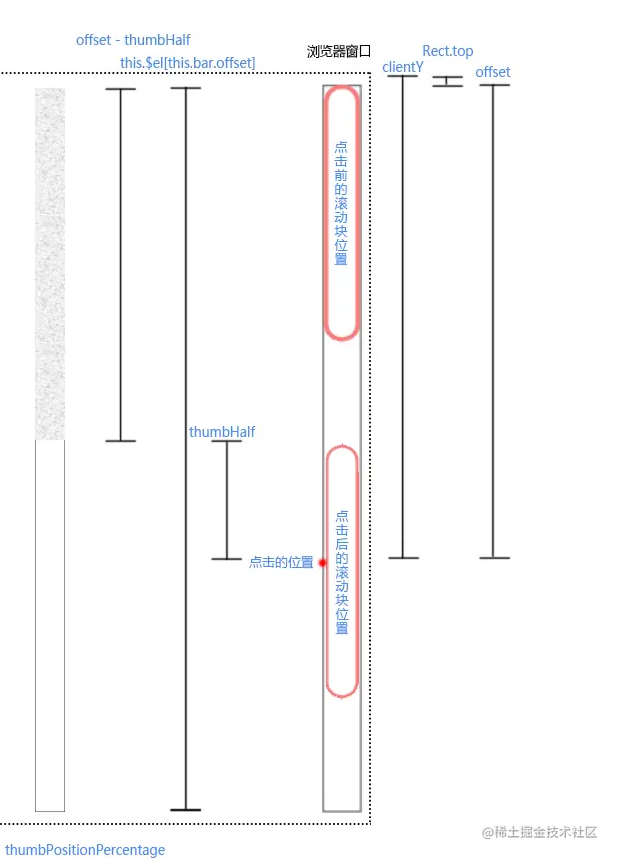 offset - thumbHalf
this.$el[this.bar.offset]
浏览器窗口
Rect.top
clientY
offset
点击前的滚动块位置
thumbHalf
点击的位置
点击后的滚动块位置
@稀土掘金技术社区
thumbPositionPercentage